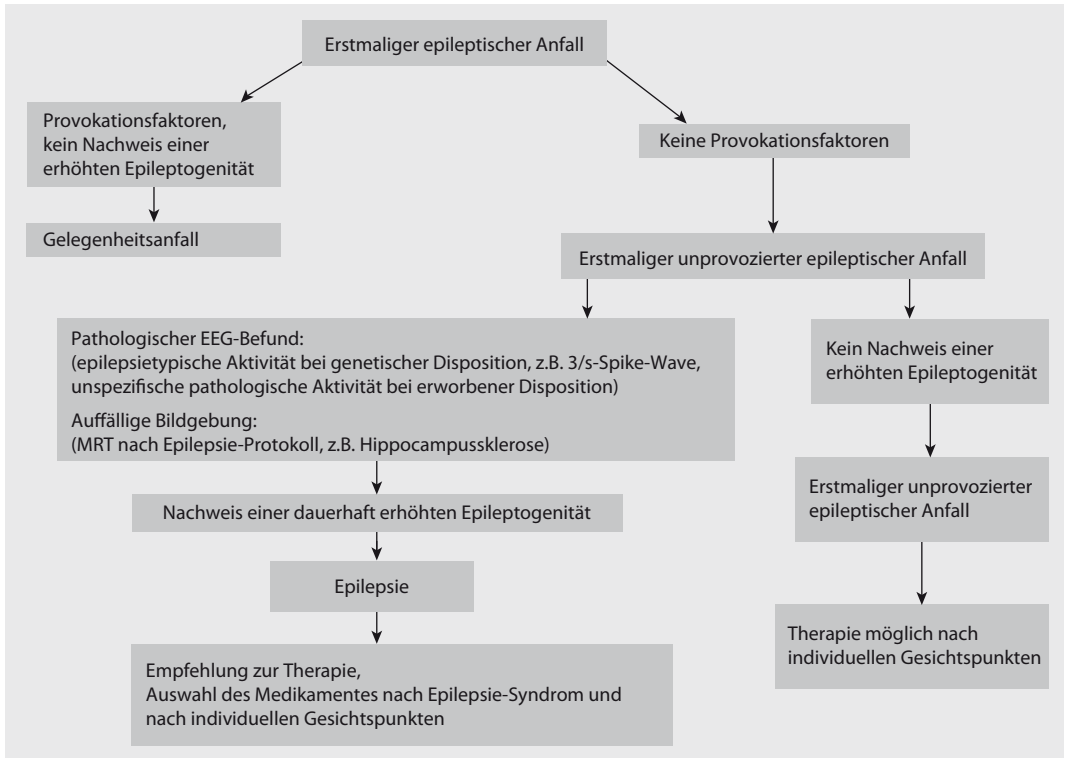 Erstmaliger epileptischer Anfall
Provokationsfaktoren,
kein Nachweis einer
erhöhten Epileptogenität
Keine Provokationsfaktoren
Gelegenheitsanfall
Erstmaliger unprovozierter epileptischer Anfall
Pathologischer EEG-Befund:
(epilepsietypische Aktivität bei genetischer Disposition, z.B. 3/s-Spike-Wave,
unspezifische pathologische Aktivität bei erworbener Disposition)
Auffällige Bildgebung:
(MRT nach Epilepsie-Protokoll, z.B. Hippocampussklerose)
Kein Nachweis einer
erhöhten Epileptogenität
Nachweis einer dauerhaft erhöhten Epileptogenität
Erstmaliger unprovozierter
epileptischer Anfall
Epilepsie
Therapie möglich nach
individuellen Gesichtspunkten
Empfehlung zur Therapie,
Auswahl des Medikamentes nach Epilepsie-Syndrom und
nach individuellen Gesichtspunkten